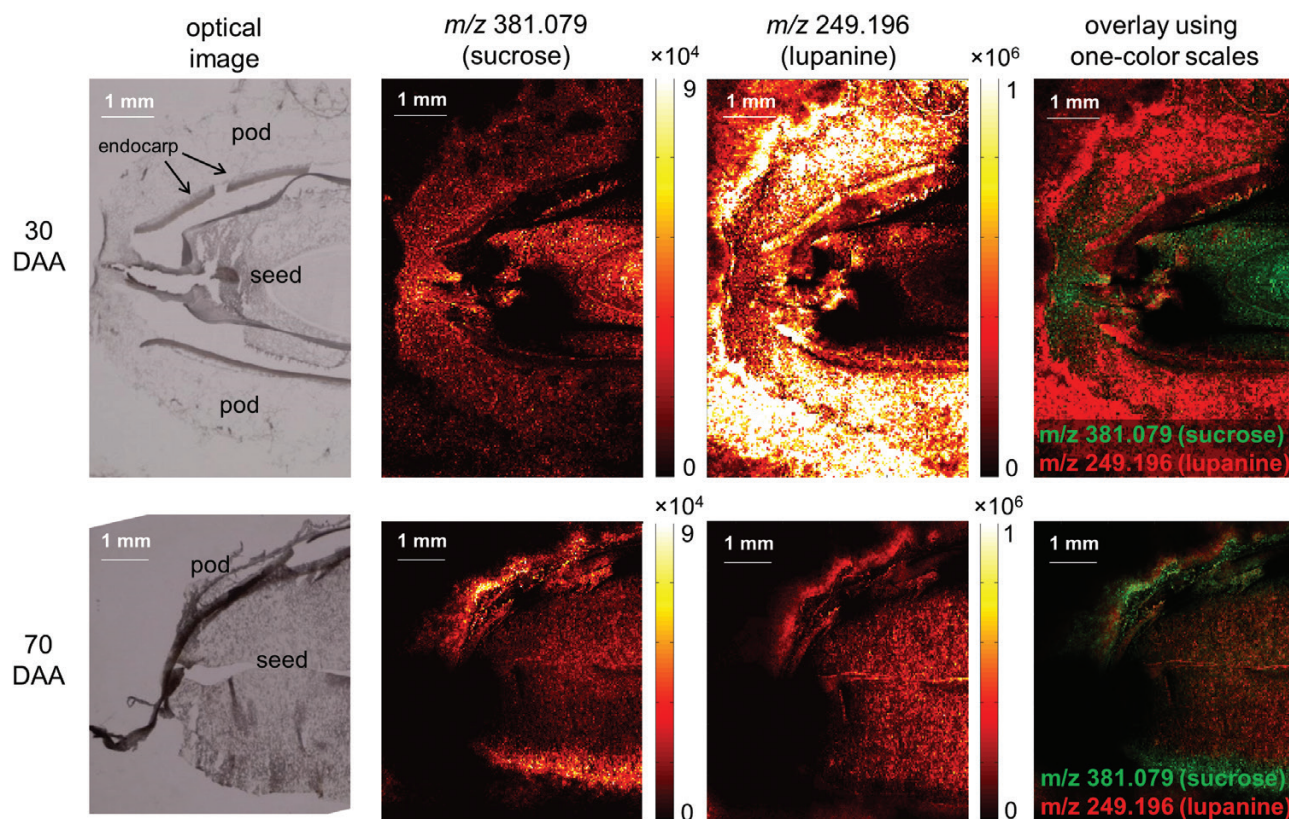 optical
image
m/z 381.079
(sucrose)
×10⁴
m/z 249.196
(lupanine)
×10⁶
overlay using
one-color scales
30
DAA
1 mm
pod
endocarp
seed
pod
1 mm
9
0
1 mm
1
0
1 mm
m/z 381.079 (sucrose)
m/z 249.196 (lupanine)
70
DAA
1 mm
pod
seed
1 mm
×10⁴
9
0
1 mm
×10⁶
1
0
1 mm
m/z 381.079 (sucrose)
m/z 249.196 (lupanine)